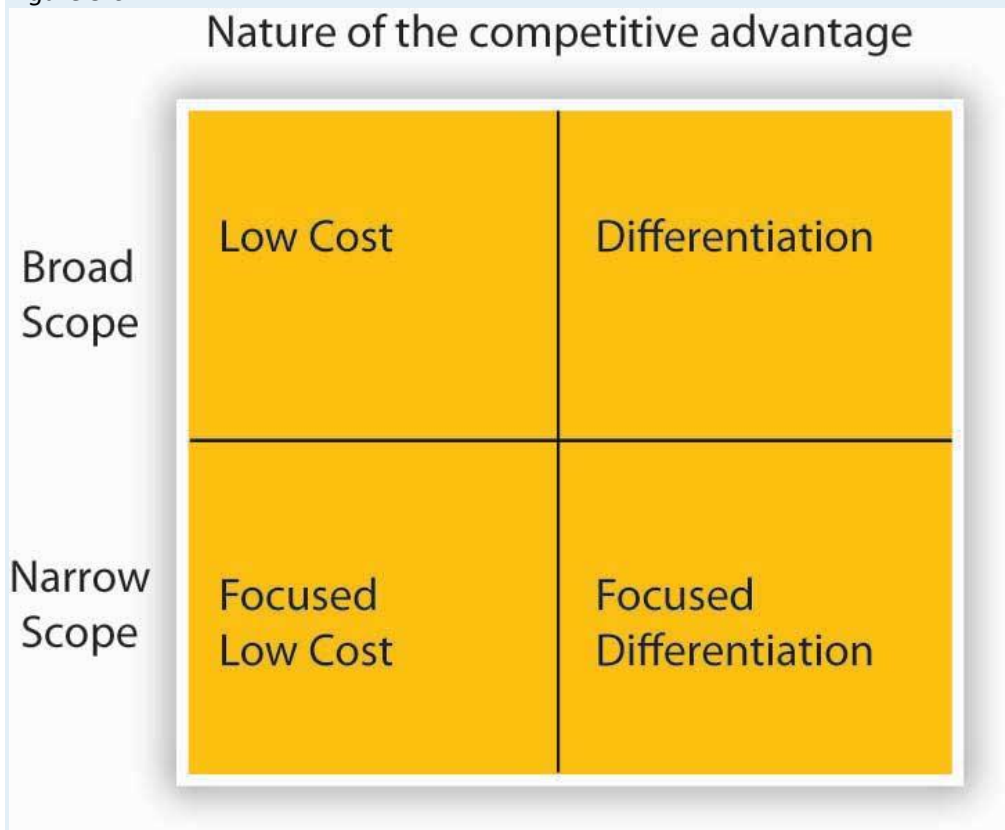 Nature of the competitive advantage
Broad
Scope
Low Cost
Differentiation
Narrow
Scope
Focused
Low Cost
Focused
Differentiation